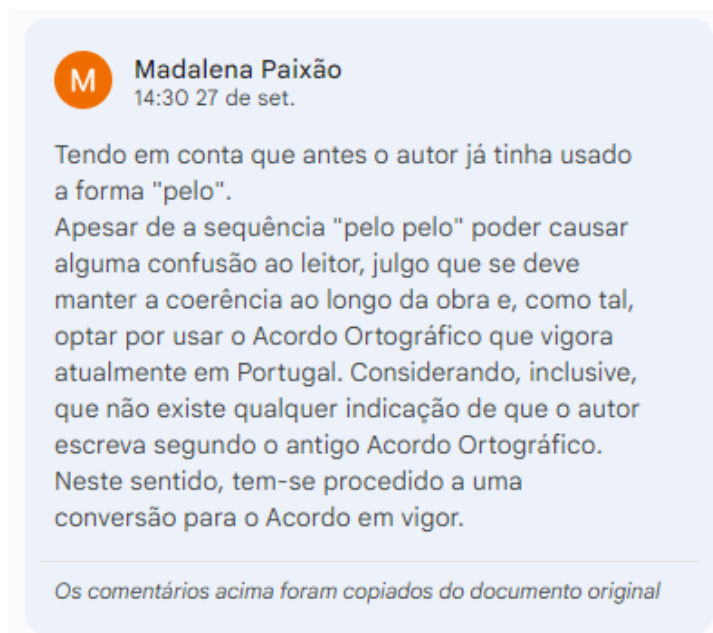 M
Madalena Paixão
14:30 27 de set.
Tendo em conta que antes o autor já tinha usado
a forma "pelo".
Apesar de a sequência "pelo pelo" poder causar
alguma confusão ao leitor, julgo que se deve
manter a coerência ao longo da obra e, como tal,
optar por usar o Acordo Ortográfico que vigora
atualmente em Portugal. Considerando, inclusive,
que não existe qualquer indicação de que o autor
escreva segundo o antigo Acordo Ortográfico.
Neste sentido, tem-se procedido a uma
conversão para o Acordo em vigor.
Os comentários acima foram copiados do documento original